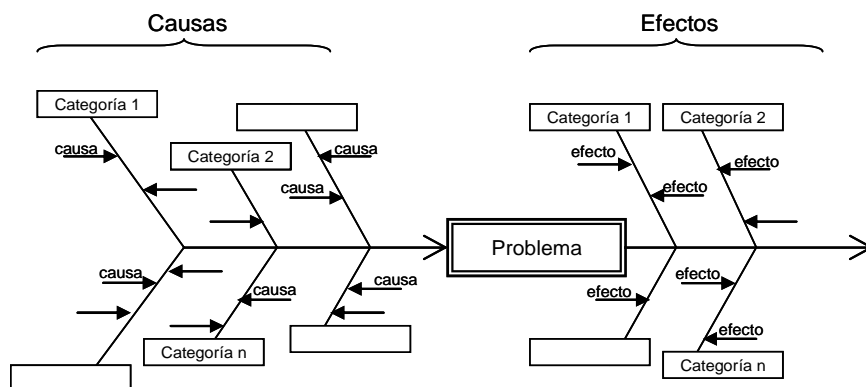 Causas
Efectos
Categoría 1
causa
Categoría 2
causa
causa
Categoría 1
Categoría 2
efecto
efecto
efecto
Problema
causa
causa
Categoría n
causa
efecto
efecto
efecto
Categoría n